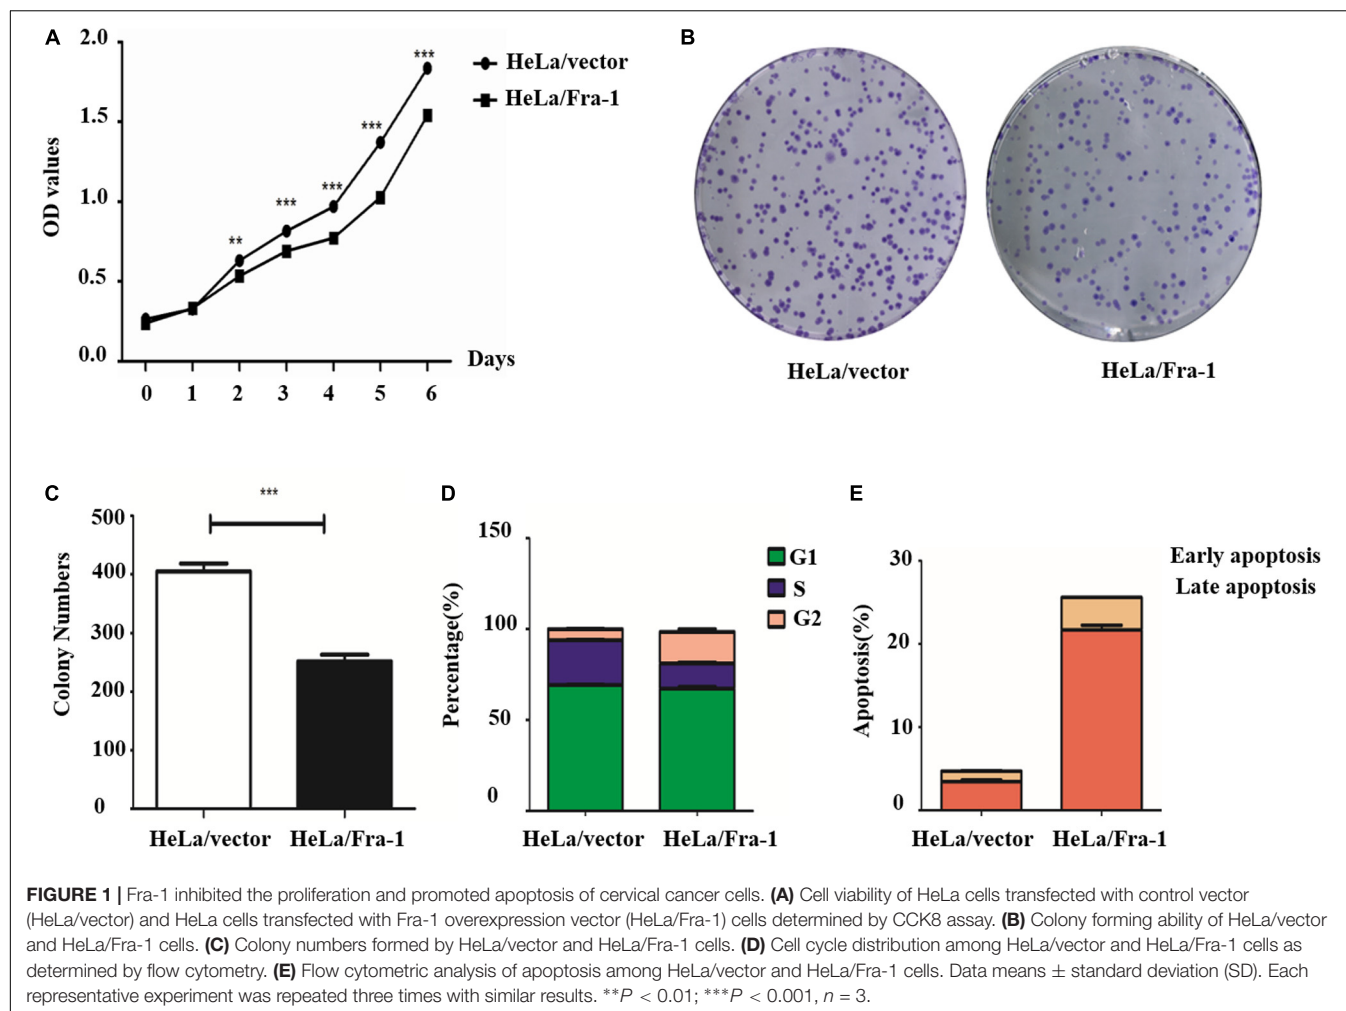 A
2.0
1.5
1.0
0.5
0.0
OD values
**
***
***
***
***
HeLa/vector
HeLa/Fra-1
Days
0 1 2 3 4 5 6
B
HeLa/vector
HeLa/Fra-1
C
500
400
300
200
100
0
Colony Numbers
***
HeLa/vector
HeLa/Fra-1
D
150
100
50
0
Percentage(%)
G1
S
G2
HeLa/vector
HeLa/Fra-1
E
30
20
10
0
Apoptosis(%)
Early apoptosis
Late apoptosis
HeLa/vector
HeLa/Fra-1
FIGURE 1 | Fra-1 inhibited the proliferation and promoted apoptosis of cervical cancer cells. (A) Cell viability of HeLa cells transfected with control vector
(HeLa/vector) and HeLa cells transfected with Fra-1 overexpression vector (HeLa/Fra-1) cells determined by CCK8 assay. (B) Colony forming ability of HeLa/vector
and HeLa/Fra-1 cells. (C) Colony numbers formed by HeLa/vector and HeLa/Fra-1 cells. (D) Cell cycle distribution among HeLa/vector and HeLa/Fra-1 cells as
determined by flow cytometry. (E) Flow cytometric analysis of apoptosis among HeLa/vector and HeLa/Fra-1 cells. Data means ± standard deviation (SD). Each
representative experiment was repeated three times with similar results. **P < 0.01; ***P < 0.001, n = 3.